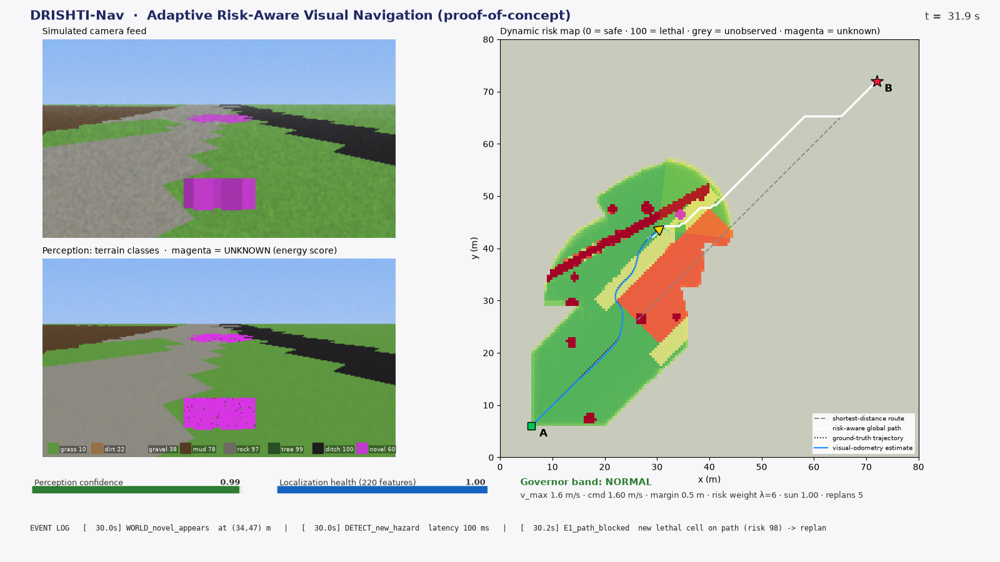 DRISHTI-Nav · Adaptive Risk-Aware Visual Navigation (proof-of-concept)
t = 31.9 s
Simulated camera feed
Dynamic risk map (0 = safe · 100 = lethal · grey = unobserved · magenta = unknown)
80
70
60
50
40
30
20
10
0
y (m)
B
A
shortest-distance route
risk-aware global path
ground-truth trajectory
visual-odometry estimate
0 10 20 30 40 50 60 70 80
x (m)
Perception: terrain classes · magenta = UNKNOWN (energy score)
grass 10 dirt 22 gravel 38 mud 78 rock 97 tree 99 ditch 100 novel 60
Perception confidence 0.99
Localization health (220 features) 1.00
Governor band: NORMAL
v_max 1.6 m/s · cmd 1.60 m/s · margin 0.5 m · risk weight λ=6 · sun 1.00 · replans 5
EVENT LOG [ 30.0s] WORLD_novel_appears at (34,47) m | [ 30.0s] DETECT_new_hazard latency 100 ms | [ 30.2s] E1_path_blocked new lethal cell on path (risk 98) -> replan